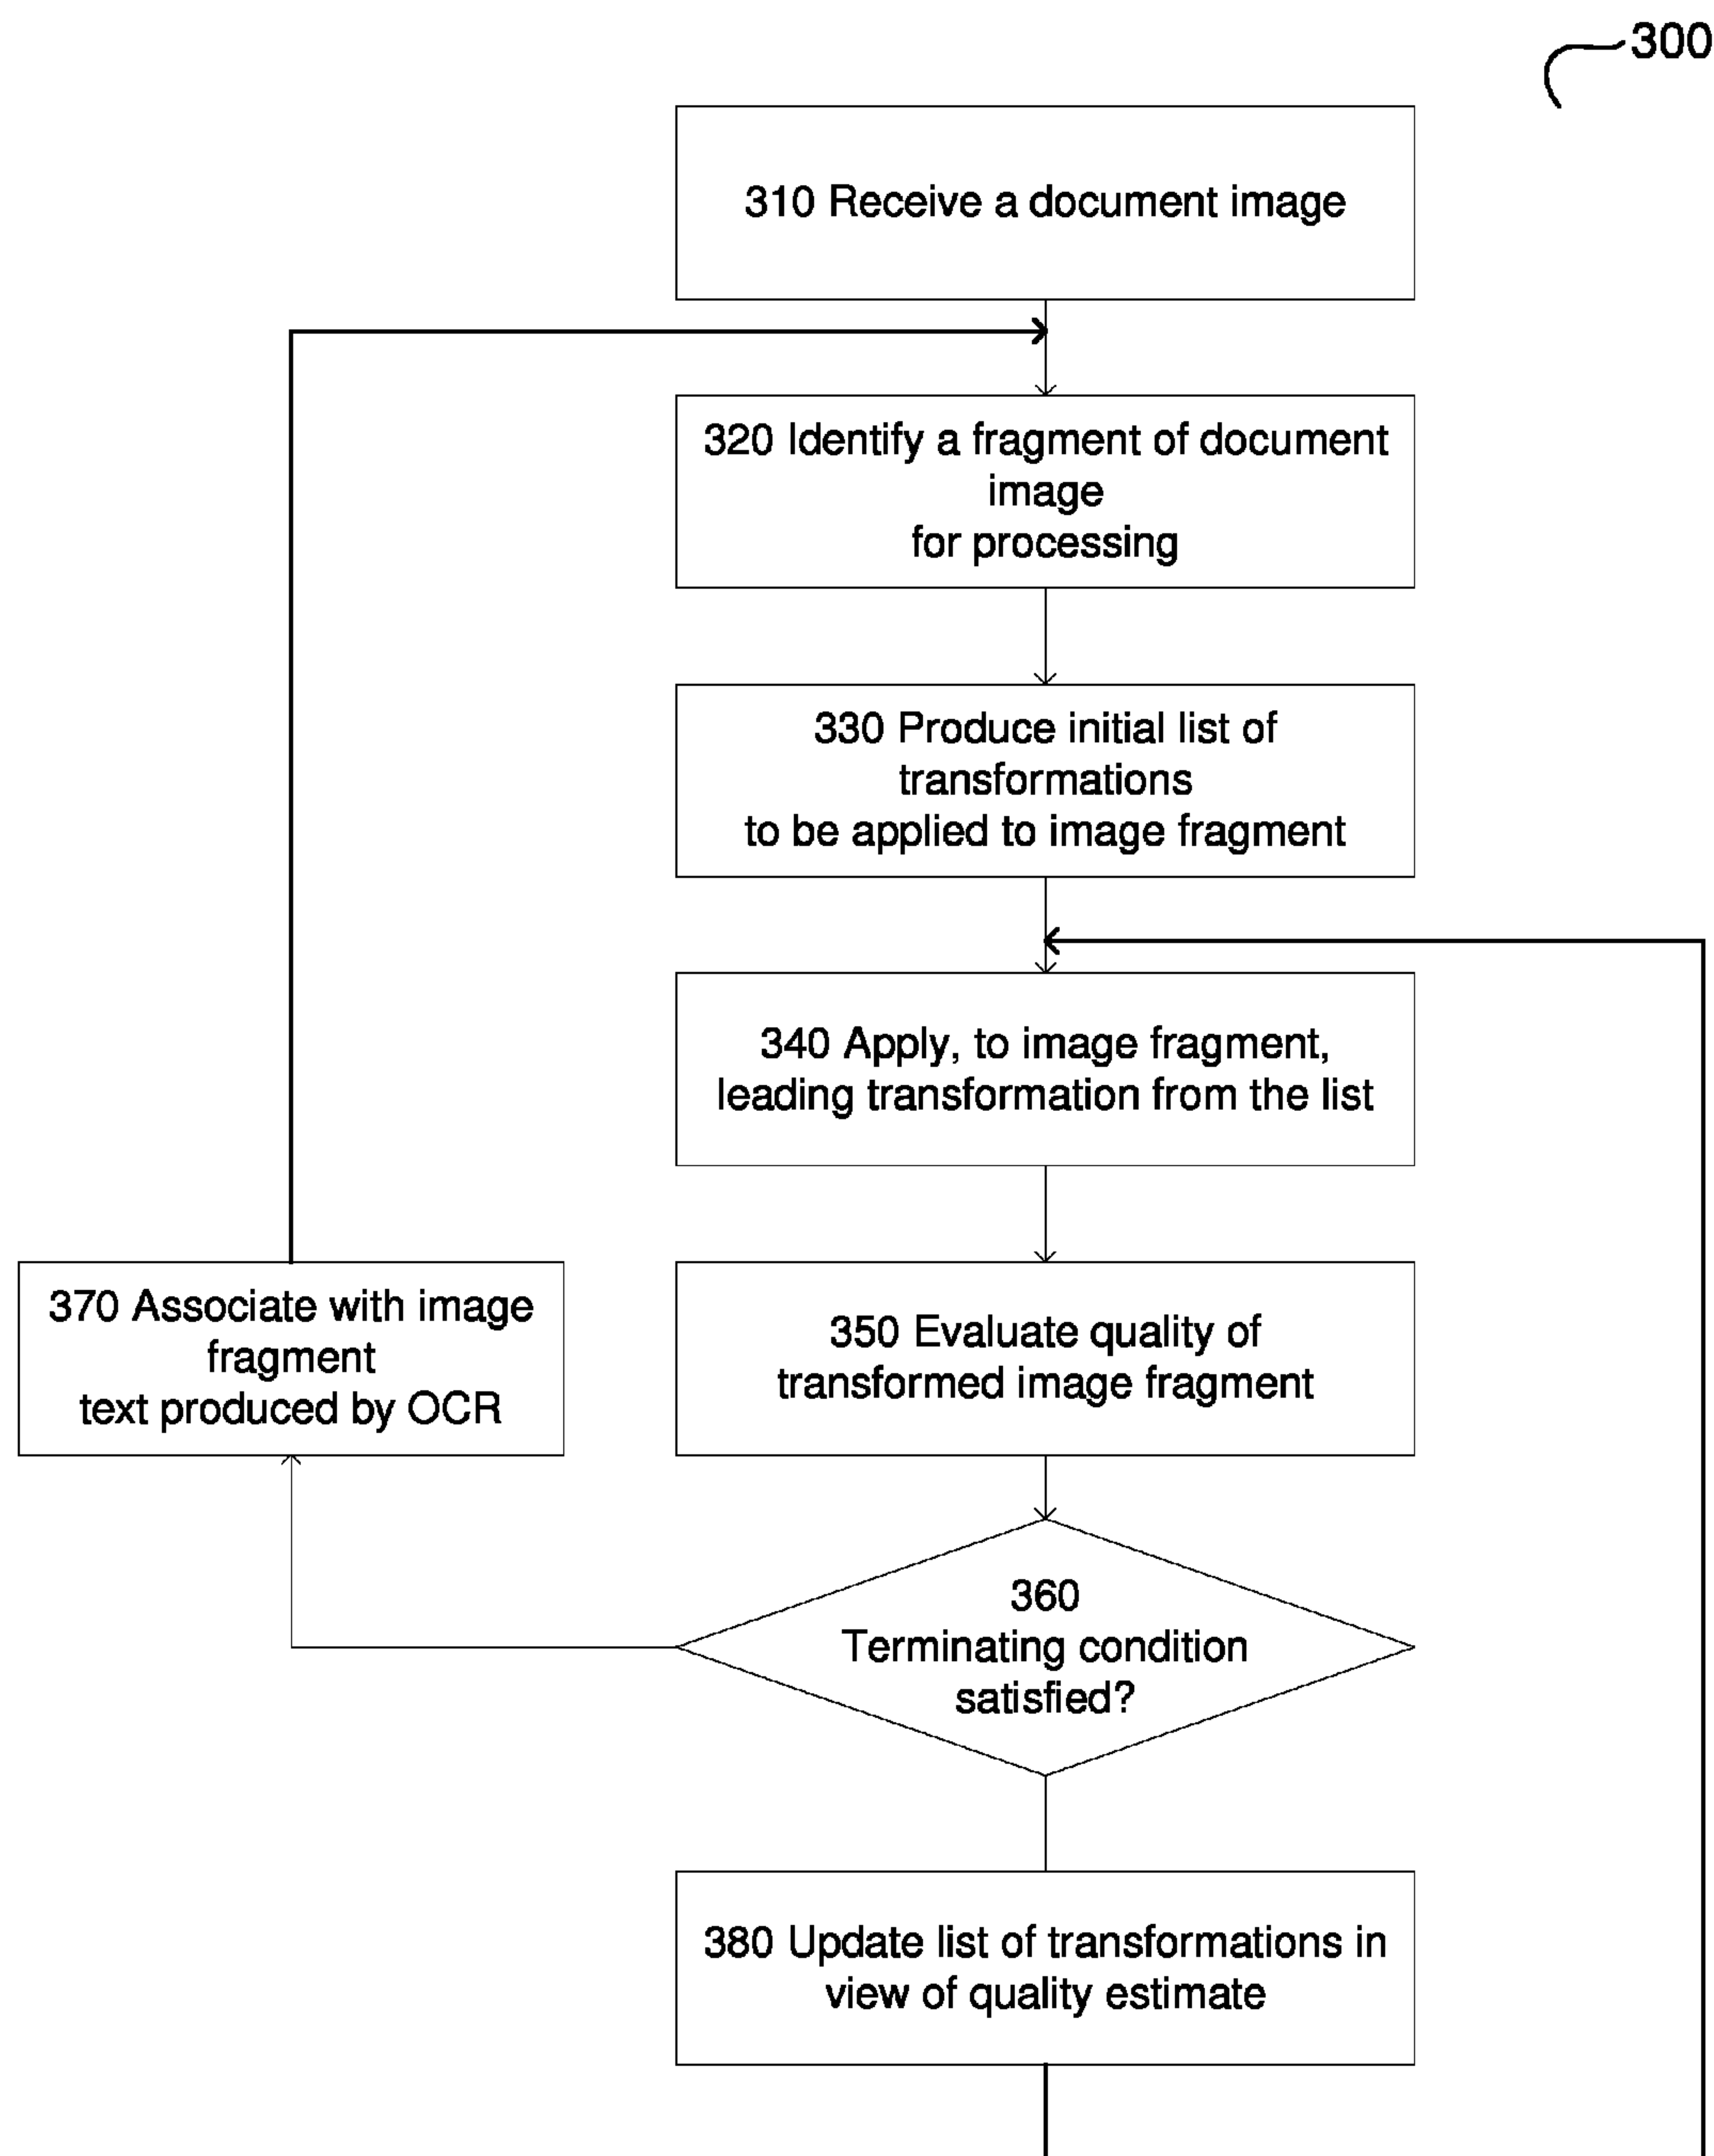 300
310 Receive a document image
320 Identify a fragment of document
image
for processing
330 Produce initial list of
transformations
to be applied to image fragment
340 Apply, to image fragment,
leading transformation from the list
370 Associate with image
fragment
text produced by OCR
350 Evaluate quality of
transformed image fragment
360
Terminating condition
satisfied?
380 Update list of transformations in
view of quality estimate